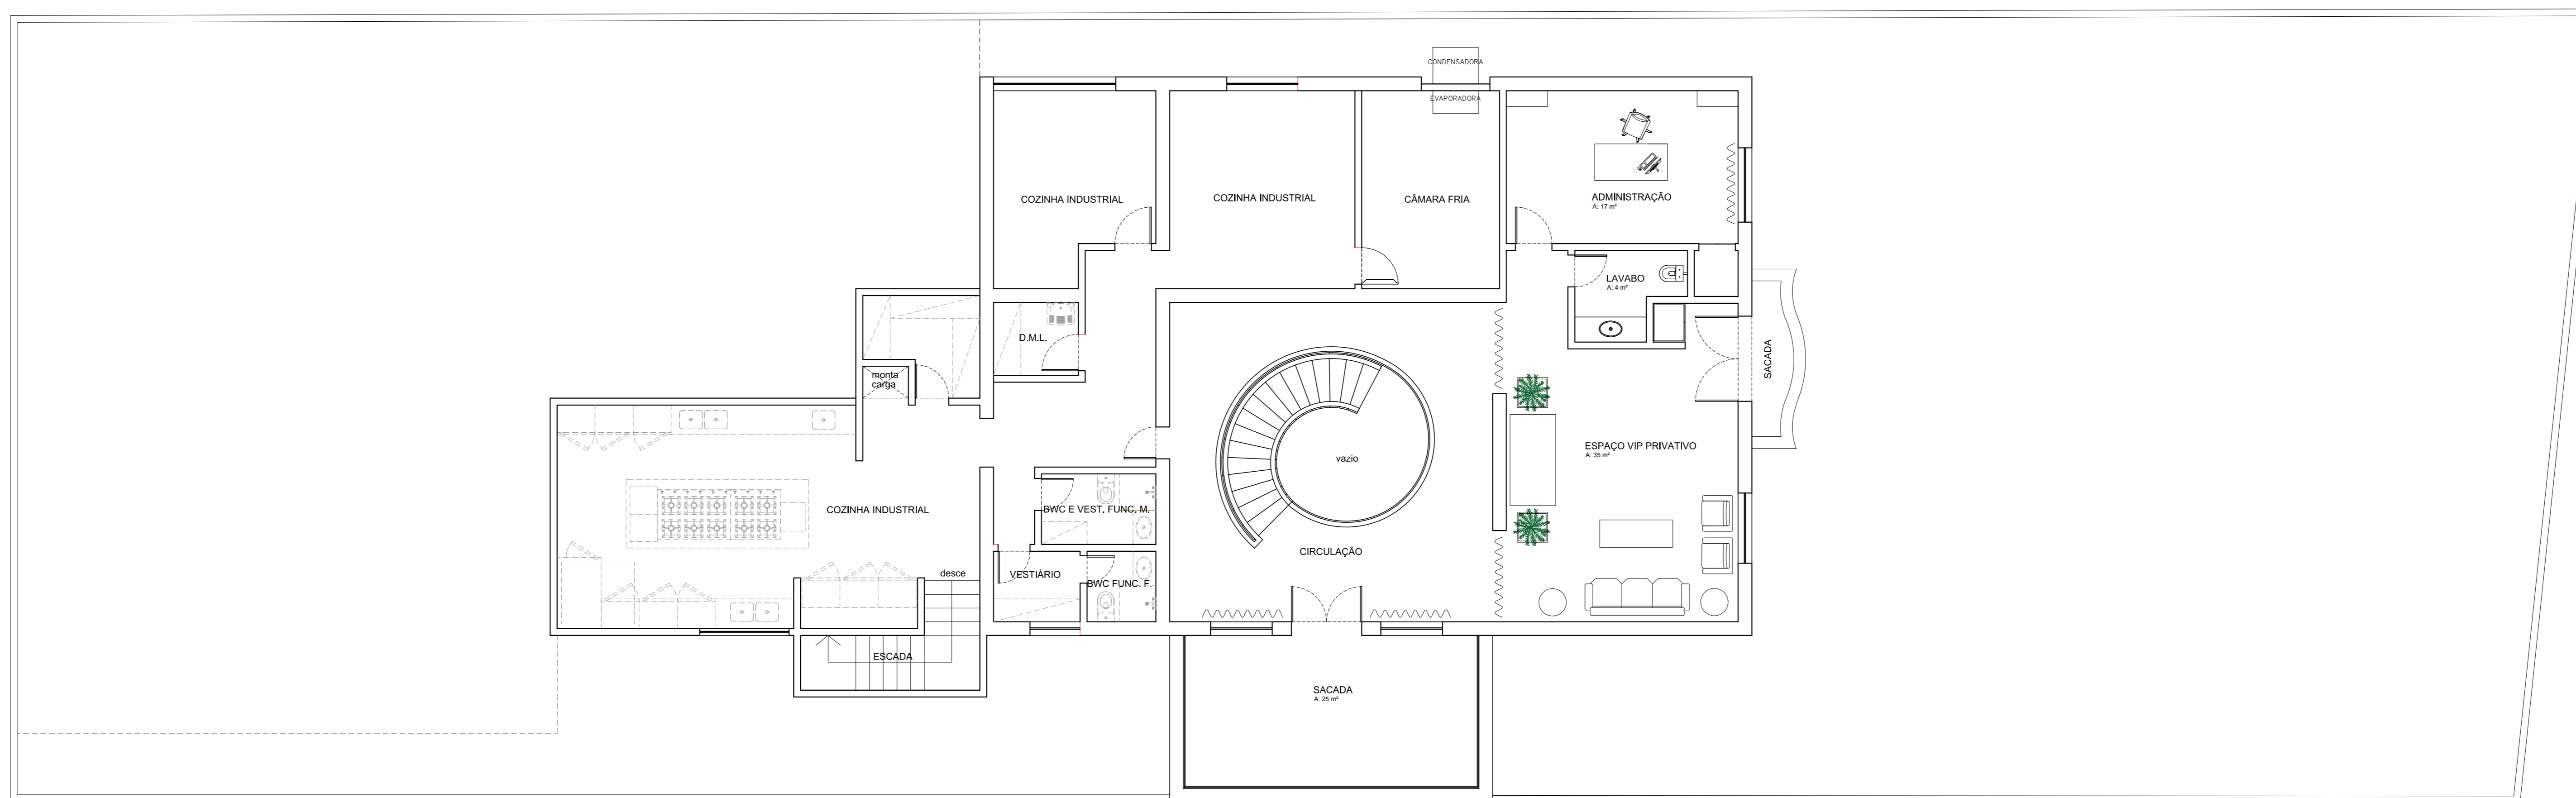 CONDENSADORA
EVAPORADORA
COZINHA INDUSTRIAL
COZINHA INDUSTRIAL
CÂMARA FRIA
ADMINISTRAÇÃO
A: 17 m²
LAVABO
A: 4 m²
D.M.L.
SACADA
monta
carga
ESPAÇO VIP PRIVATIVO
A: 35 m²
vazio
COZINHA INDUSTRIAL
BWC E VEST. FUNC. M.
CIRCULAÇÃO
desce
VESTIÁRIO
BWC FUNC. F.
ESCADA
SACADA
A: 25 m²